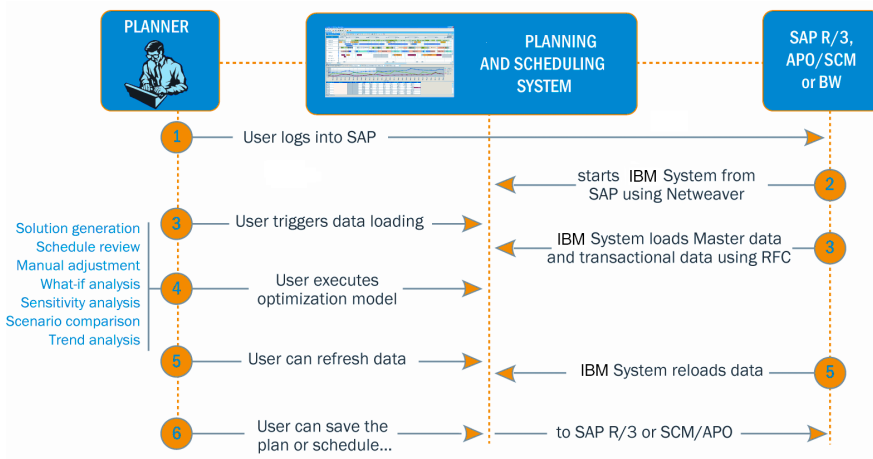 PLANNER
PLANNING
AND SCHEDULING
SYSTEM
SAP R/3,
APO/SCM
or BW
1
User logs into SAP
starts IBM System from
SAP using Netweaver
2
3
User triggers data loading
IBM System loads Master data
and transactional data using RFC
3
Solution generation
Schedule review
Manual adjustment
What-if analysis
Sensitivity analysis
Scenario comparison
Trend analysis
4
User executes
optimization model
5
User can refresh data
IBM System reloads data
5
6
User can save the
plan or schedule...
to SAP R/3 or SCM/APO